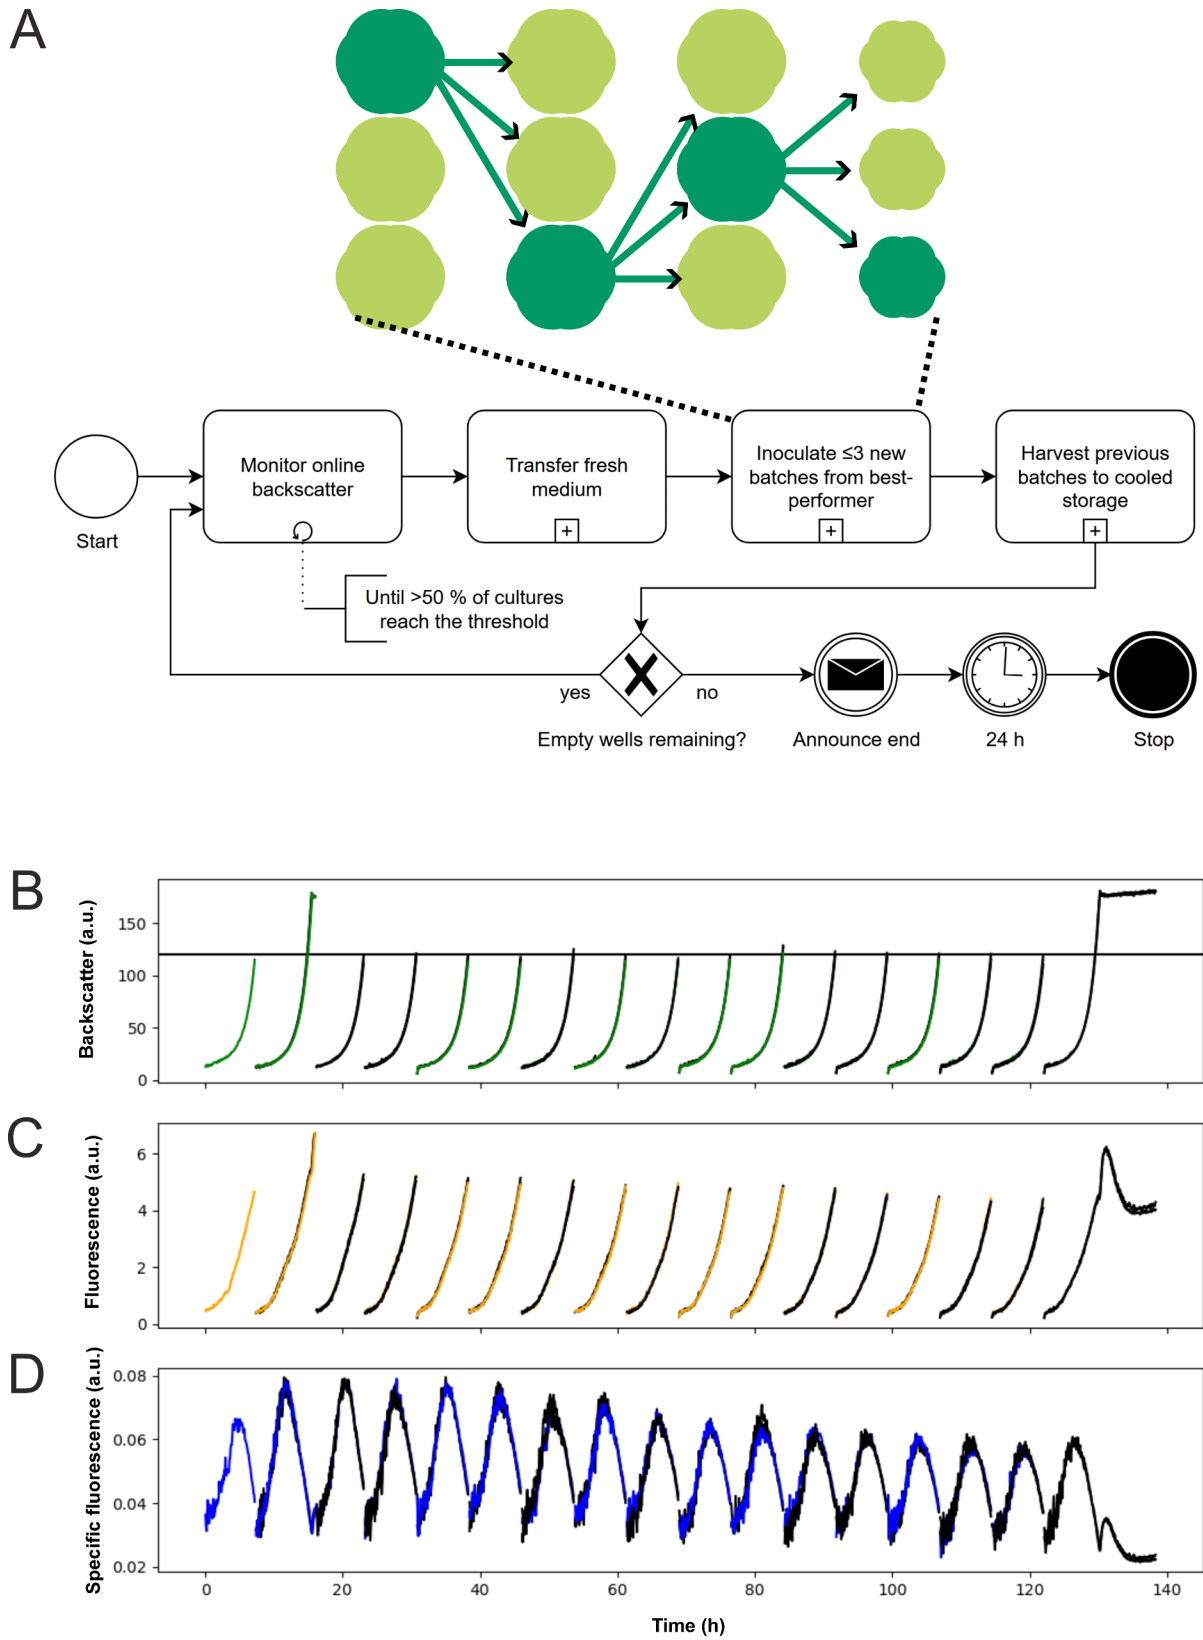 A
Monitor online
backscatter
Transfer fresh
medium
Inoculate ≤3 new
batches from best-
performer
Harvest previous
batches to cooled
storage
+
+
+
Start
Until >50 % of cultures
reach the threshold
yes
no
Empty wells remaining?
Announce end
24 h
Stop
B
Backscatter (a.u.)
150
100
50
0
C
Fluorescence (a.u.)
6
4
2
0
D
Specific fluorescence (a.u.)
0.08
0.06
0.04
0.02
0
20
40
60
80
100
120
140
Time (h)